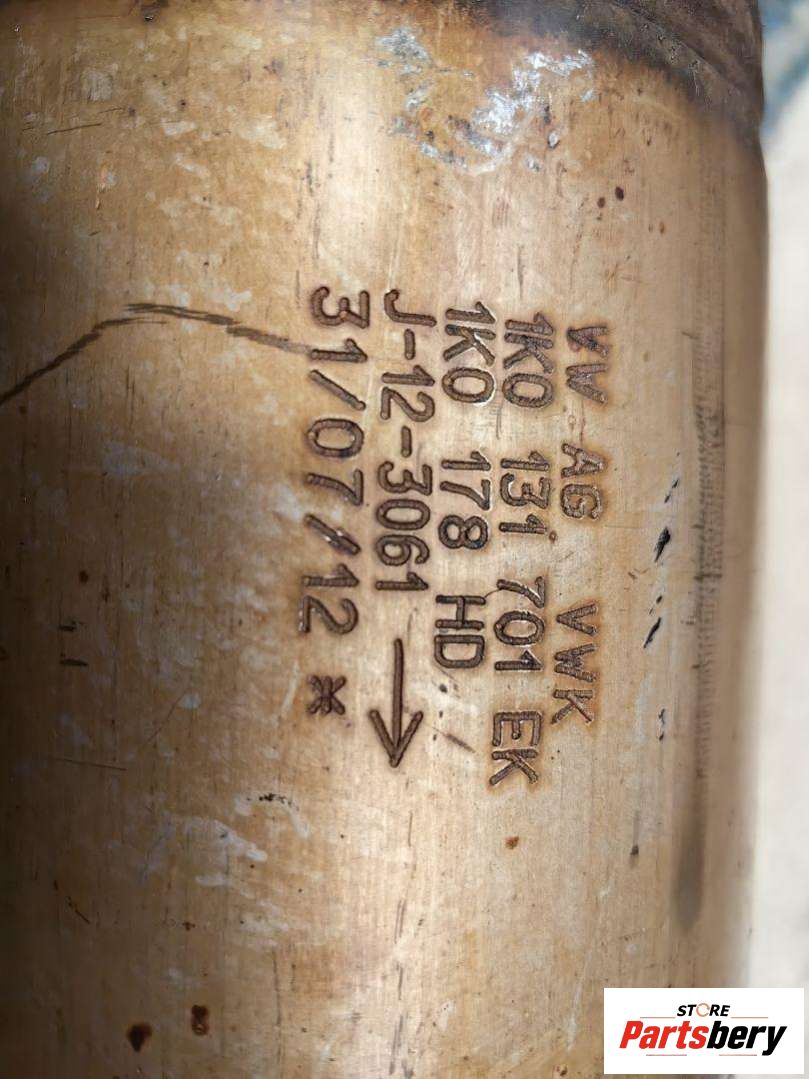 VW AG VWK
1K0 131 701 EK
1K0 178 HD
J-12-3061 →
31/07/12 *
STORE
Partsbery